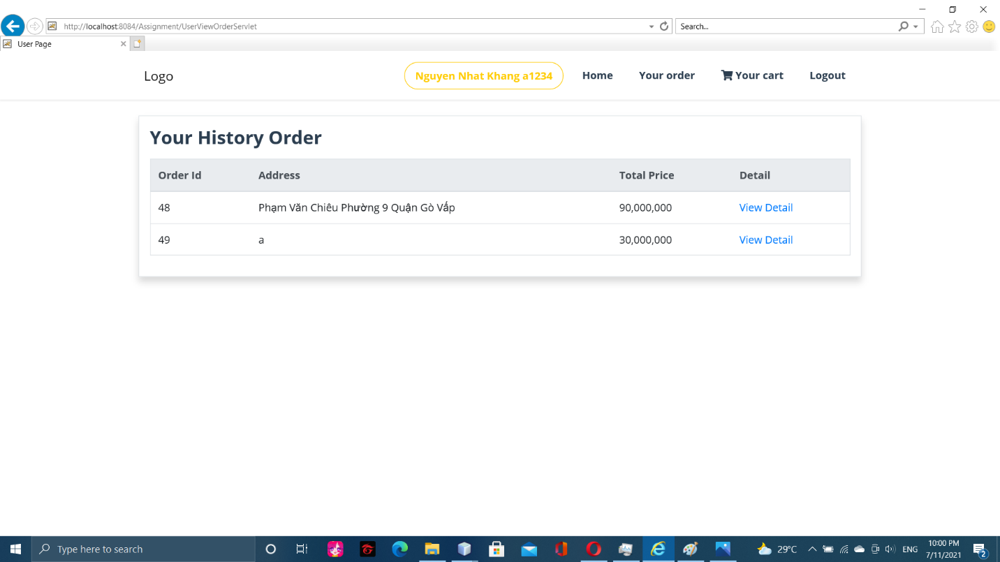 http://localhost:8084/Assignment/UserViewOrderServlet
Search...
User Page
Logo
Nguyen Nhat Khang a1234
Home
Your order
Your cart
Logout
Your History Order
Order Id Address Total Price Detail
48 Phạm Văn Chiêu Phường 9 Quận Gò Vấp 90,000,000 View Detail
49 a 30,000,000 View Detail
Type here to search
29°C
ENG
10:00 PM
7/11/2021
2